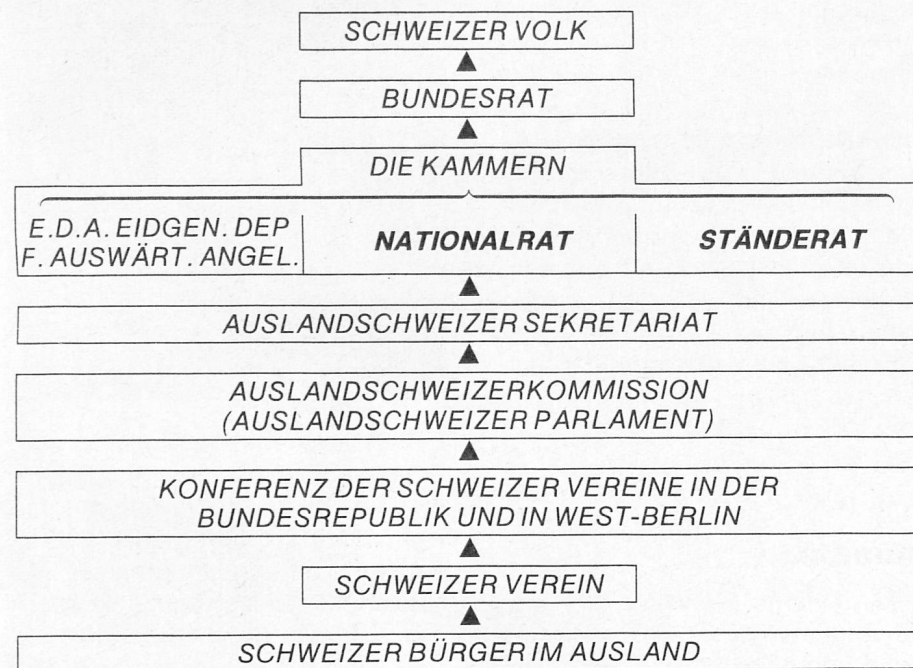 SCHWEIZER VOLK
BUNDESRAT
DIE KAMMERN
E.D.A. EIDGEN. DEP
F. AUSWÄRT. ANGEL.
NATIONALRAT
STÄNDERAT
AUSLANDSCHWEIZER SEKRETARIAT
AUSLANDSCHWEIZERKOMMISSION
(AUSLANDSCHWEIZER PARLAMENT)
KONFERENZ DER SCHWEIZER VEREINE IN DER
BUNDESREPUBLIK UND IN WEST-BERLIN
SCHWEIZER VEREIN
SCHWEIZER BÜRGER IM AUSLAND